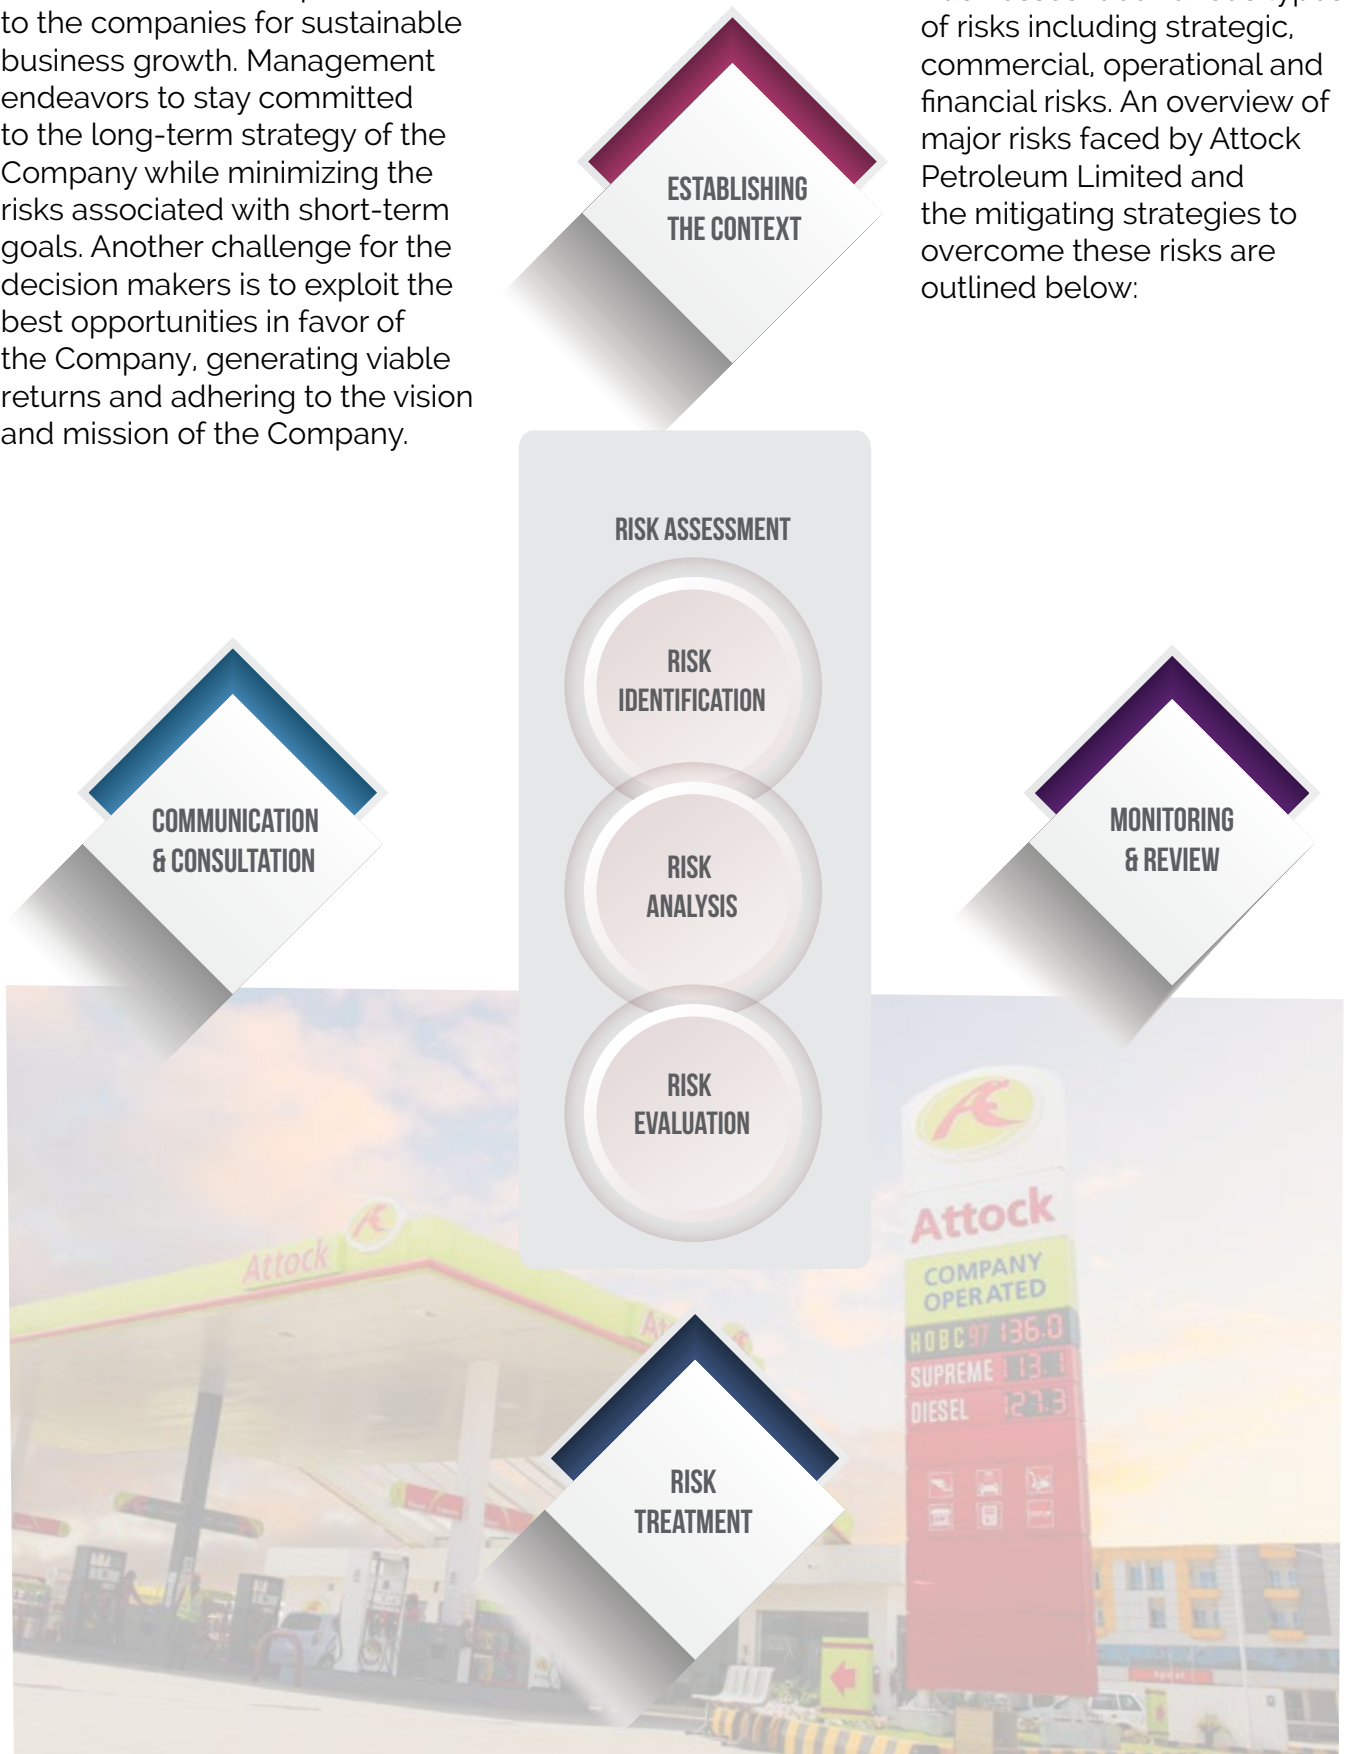 to the companies for sustainable
business growth. Management
endeavors to stay committed
to the long-term strategy of the
Company while minimizing the
risks associated with short-term
goals. Another challenge for the
decision makers is to exploit the
best opportunities in favor of
the Company, generating viable
returns and adhering to the vision
and mission of the Company.
of risks including strategic,
commercial, operational and
financial risks. An overview of
major risks faced by Attock
Petroleum Limited and
the mitigating strategies to
overcome these risks are
outlined below:
ESTABLISHING
THE CONTEXT
RISK ASSESSMENT
RISK
IDENTIFICATION
RISK
ANALYSIS
RISK
EVALUATION
COMMUNICATION
& CONSULTATION
MONITORING
& REVIEW
RISK
TREATMENT
Attock
Attock
COMPANY
OPERATED
HOBC 97 136.0
SUPREME 113.1
DIESEL 127.3